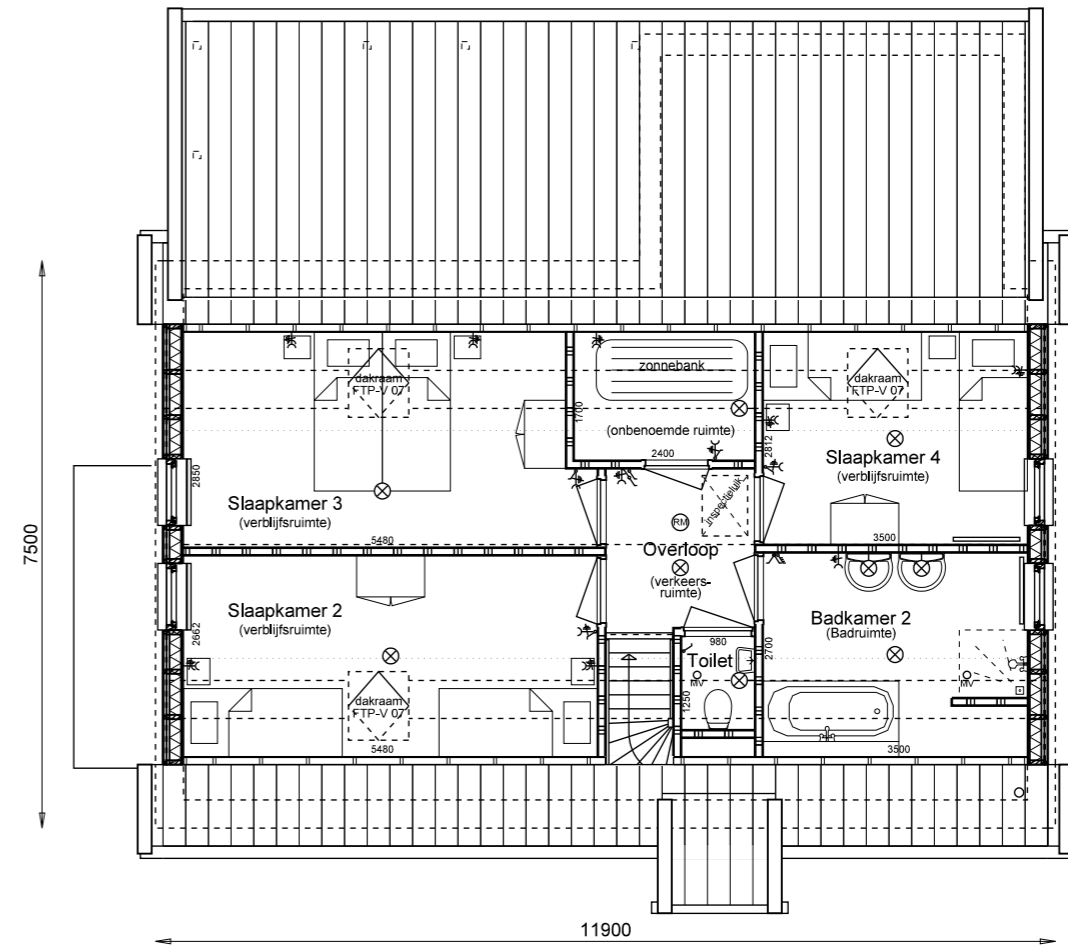 zonnebank
dakraam
FTP-V 07
dakraam
FTP-V 07
1700
(onbenoemde ruimte)
2400
2812
Slaapkamer 4
(verblijfsruimte)
2850
Slaapkamer 3
(verblijfsruimte)
inspectieluik
RM
5480
3500
Overloop
(verkeers-
ruimte)
7500
Slaapkamer 2
(verblijfsruimte)
2662
Badkamer 2
(Badruimte)
980
2700
Toilet
MV
MV
1250
dakraam
FTP-V 07
5480
3500
11900